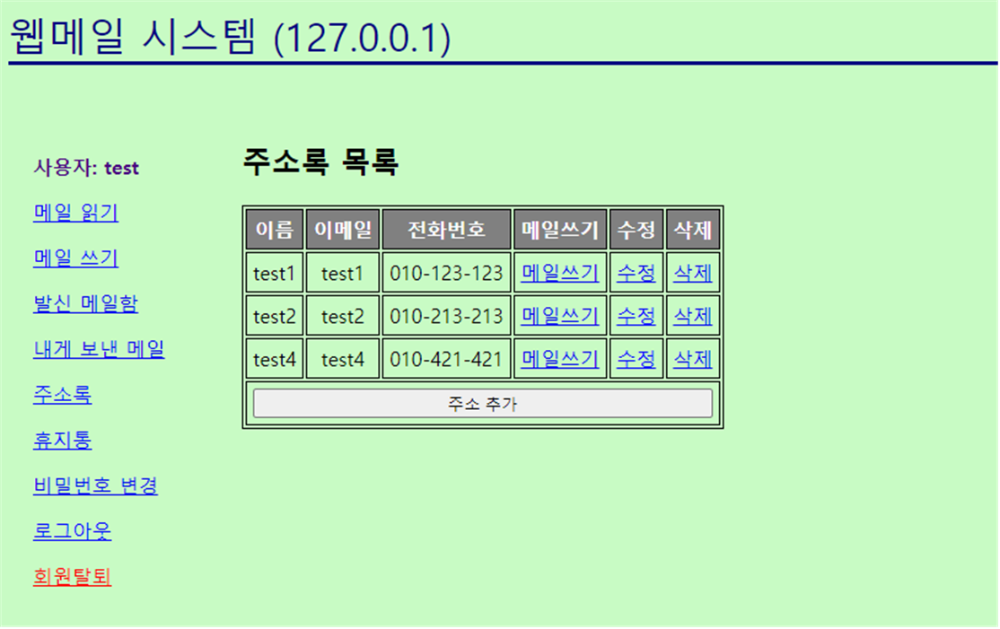 웹메일 시스템 (127.0.0.1)
사용자: test
메일 읽기
메일 쓰기
발신 메일함
내게 보낸 메일
주소록
휴지통
비밀번호 변경
로그아웃
회원탈퇴
주소록 목록
이름 이메일 전화번호 메일쓰기 수정 삭제
test1 test1 010-123-123 메일쓰기 수정 삭제
test2 test2 010-213-213 메일쓰기 수정 삭제
test4 test4 010-421-421 메일쓰기 수정 삭제
주소 추가